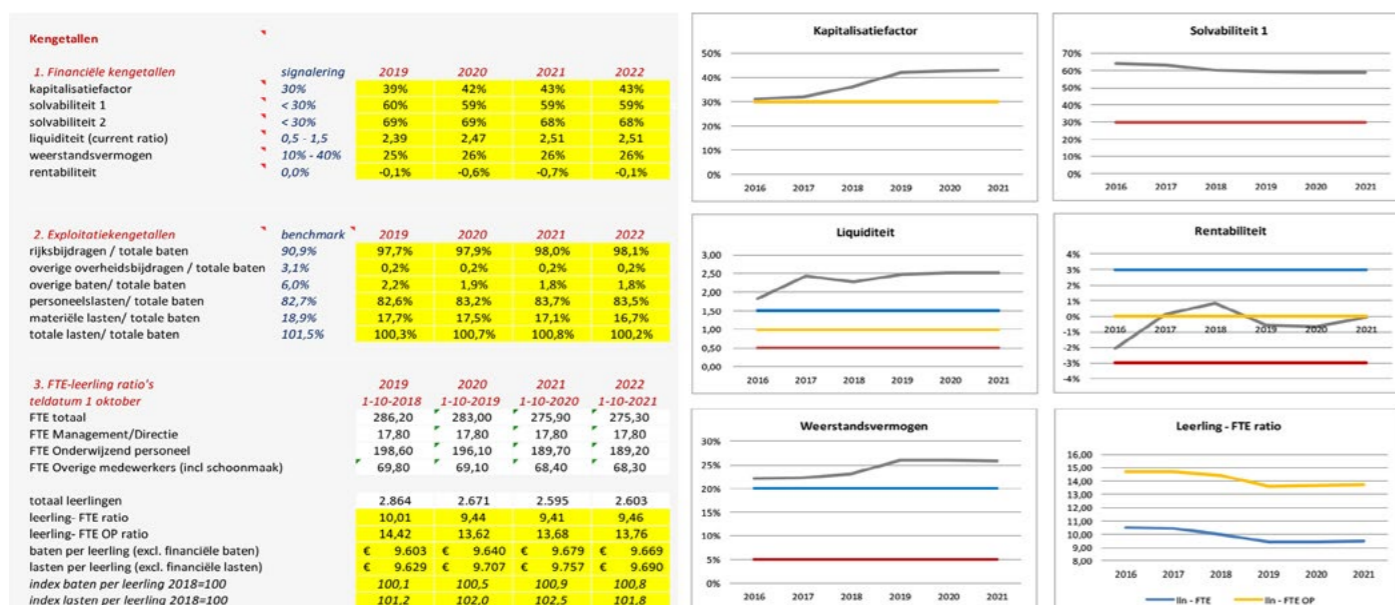 Kengetallen
1. Financiële kengetallen signalering 2019 2020 2021 2022
kapitalisatiefactor 30% 39% 42% 43% 43%
solvabiliteit 1 < 30% 60% 59% 59% 59%
solvabiliteit 2 < 30% 69% 69% 68% 68%
liquiditeit (current ratio) 0,5 - 1,5 2,39 2,47 2,51 2,51
weerstandsvermogen 10% - 40% 25% 26% 26% 26%
rentabiliteit 0,0% -0,1% -0,6% -0,7% -0,1%
2. Exploitatiekengetallen benchmark 2019 2020 2021 2022
rijksbijdragen / totale baten 90,9% 97,7% 97,9% 98,0% 98,1%
overige overheidsbijdragen / totale baten 3,1% 0,2% 0,2% 0,2% 0,2%
overige baten/ totale baten 6,0% 2,2% 1,9% 1,8% 1,8%
personeelslasten/ totale baten 82,7% 82,6% 83,2% 83,7% 83,5%
materiële lasten/ totale baten 18,9% 17,7% 17,5% 17,1% 16,7%
totale lasten/ totale baten 101,5% 100,3% 100,7% 100,8% 100,2%
3. FTE-leerling ratio's 2019 2020 2021 2022
teldatum 1 oktober 1-10-2018 1-10-2019 1-10-2020 1-10-2021
FTE totaal 286,20 283,00 275,90 275,30
FTE Management/Directie 17,80 17,80 17,80 17,80
FTE Onderwijzend personeel 198,60 196,10 189,70 189,20
FTE Overige medewerkers (incl schoonmaak) 69,80 69,10 68,40 68,30
totaal leerlingen 2.864 2.671 2.595 2.603
leerling- FTE ratio 10,01 9,44 9,41 9,46
leerling- FTE OP ratio 14,42 13,62 13,68 13,76
baten per leerling (excl. financiële baten) € 9.603 € 9.640 € 9.679 € 9.669
lasten per leerling (excl. financiële lasten) € 9.629 € 9.707 € 9.757 € 9.690
index baten per leerling 2018=100 100,1 100,5 100,9 100,8
index lasten per leerling 2018=100 101,2 102,0 102,5 101,8
Kapitalisatiefactor
50%
40%
30%
20%
10%
0%
2016 2017 2018 2019 2020 2021
Solvabiliteit 1
70%
60%
50%
40%
30%
20%
10%
0%
2016 2017 2018 2019 2020 2021
Liquiditeit
3,00
2,50
2,00
1,50
1,00
0,50
0,00
2016 2017 2018 2019 2020 2021
Rentabiliteit
4%
3%
2%
1%
0%
-1%
-2%
-3%
-4%
2016 2017 2018 2019 2020 2021
Weerstandsvermogen
30%
25%
20%
15%
10%
5%
0%
2016 2017 2018 2019 2020 2021
Leerling - FTE ratio
16,00
15,00
14,00
13,00
12,00
11,00
10,00
9,00
8,00
2016 2017 2018 2019 2020 2021
lln - FTE lln - FTE OP